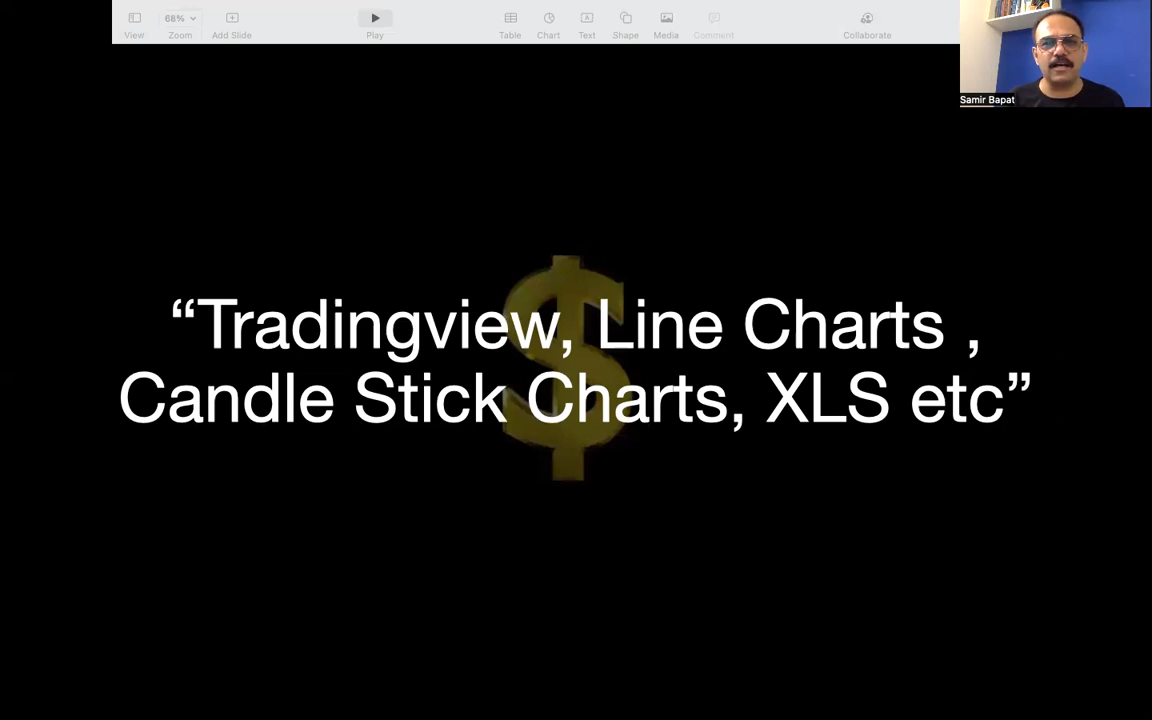 View
68%
Zoom
Add Slide
Play
Table
Chart
Text
Shape
Media
Comment
Collaborate
Samir Bapat
“Tradingview, Line Charts ,
Candle Stick Charts, XLS etc”